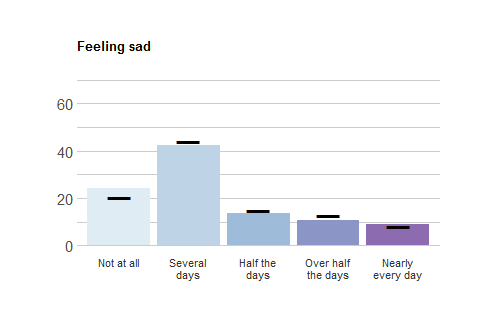 Feeling sad
60
40
20
0
Not at all
Several
days
Half the
days
Over half
the days
Nearly
every day